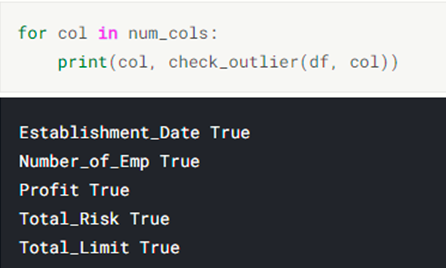 for col in num_cols:
    print(col, check_outlier(df, col))
Establishment_Date True
Number_of_Emp True
Profit True
Total_Risk True
Total_Limit True